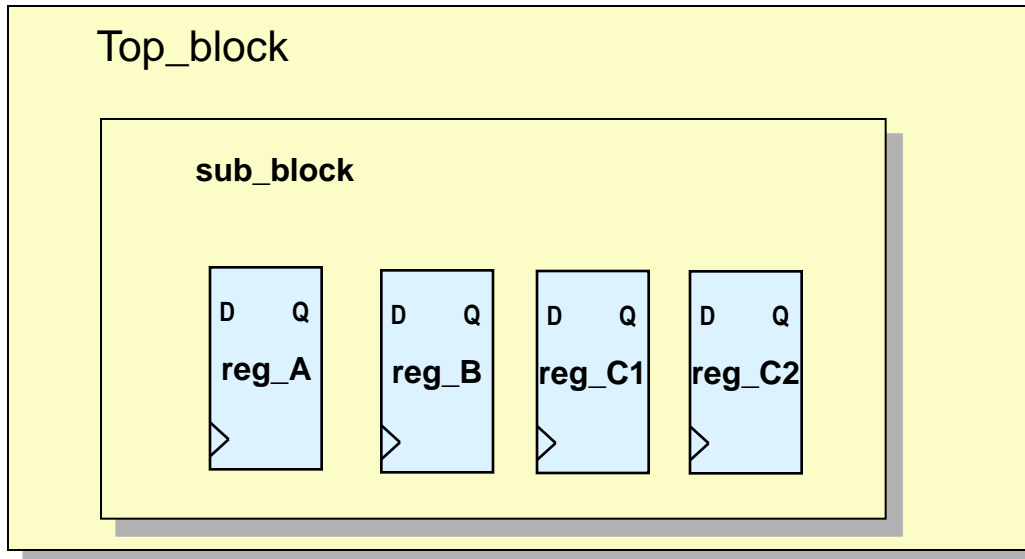 Top_block
sub_block
D Q D Q D Q D Q
reg_A reg_B reg_C1 reg_C2